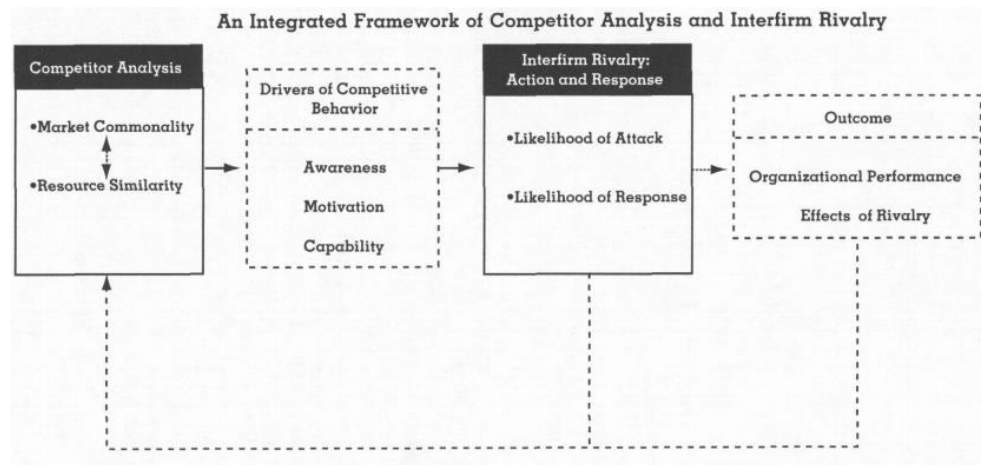 An Integrated Framework of Competitor Analysis and Interfirm Rivalry
Competitor Analysis
•Market Commonality
•Resource Similarity
Drivers of Competitive
Behavior
Awareness
Motivation
Capability
Interfirm Rivalry:
Action and Response
•Likelihood of Attack
•Likelihood of Response
Outcome
Organizational Performance
Effects of Rivalry